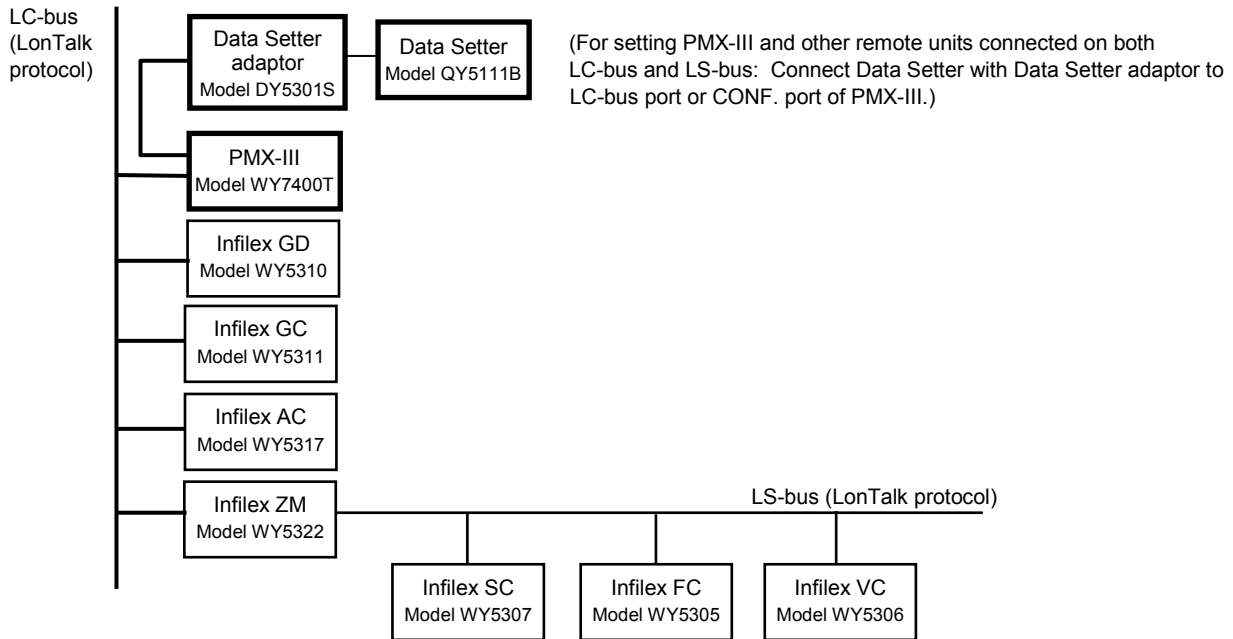 LC-bus
(LonTalk
protocol)
Data Setter
adaptor
Model DY5301S
Data Setter
Model QY5111B
(For setting PMX-III and other remote units connected on both
LC-bus and LS-bus: Connect Data Setter with Data Setter adaptor to
LC-bus port or CONF. port of PMX-III.)
PMX-III
Model WY7400T
Infilex GD
Model WY5310
Infilex GC
Model WY5311
Infilex AC
Model WY5317
Infilex ZM
Model WY5322
LS-bus (LonTalk protocol)
Infilex SC
Model WY5307
Infilex FC
Model WY5305
Infilex VC
Model WY5306